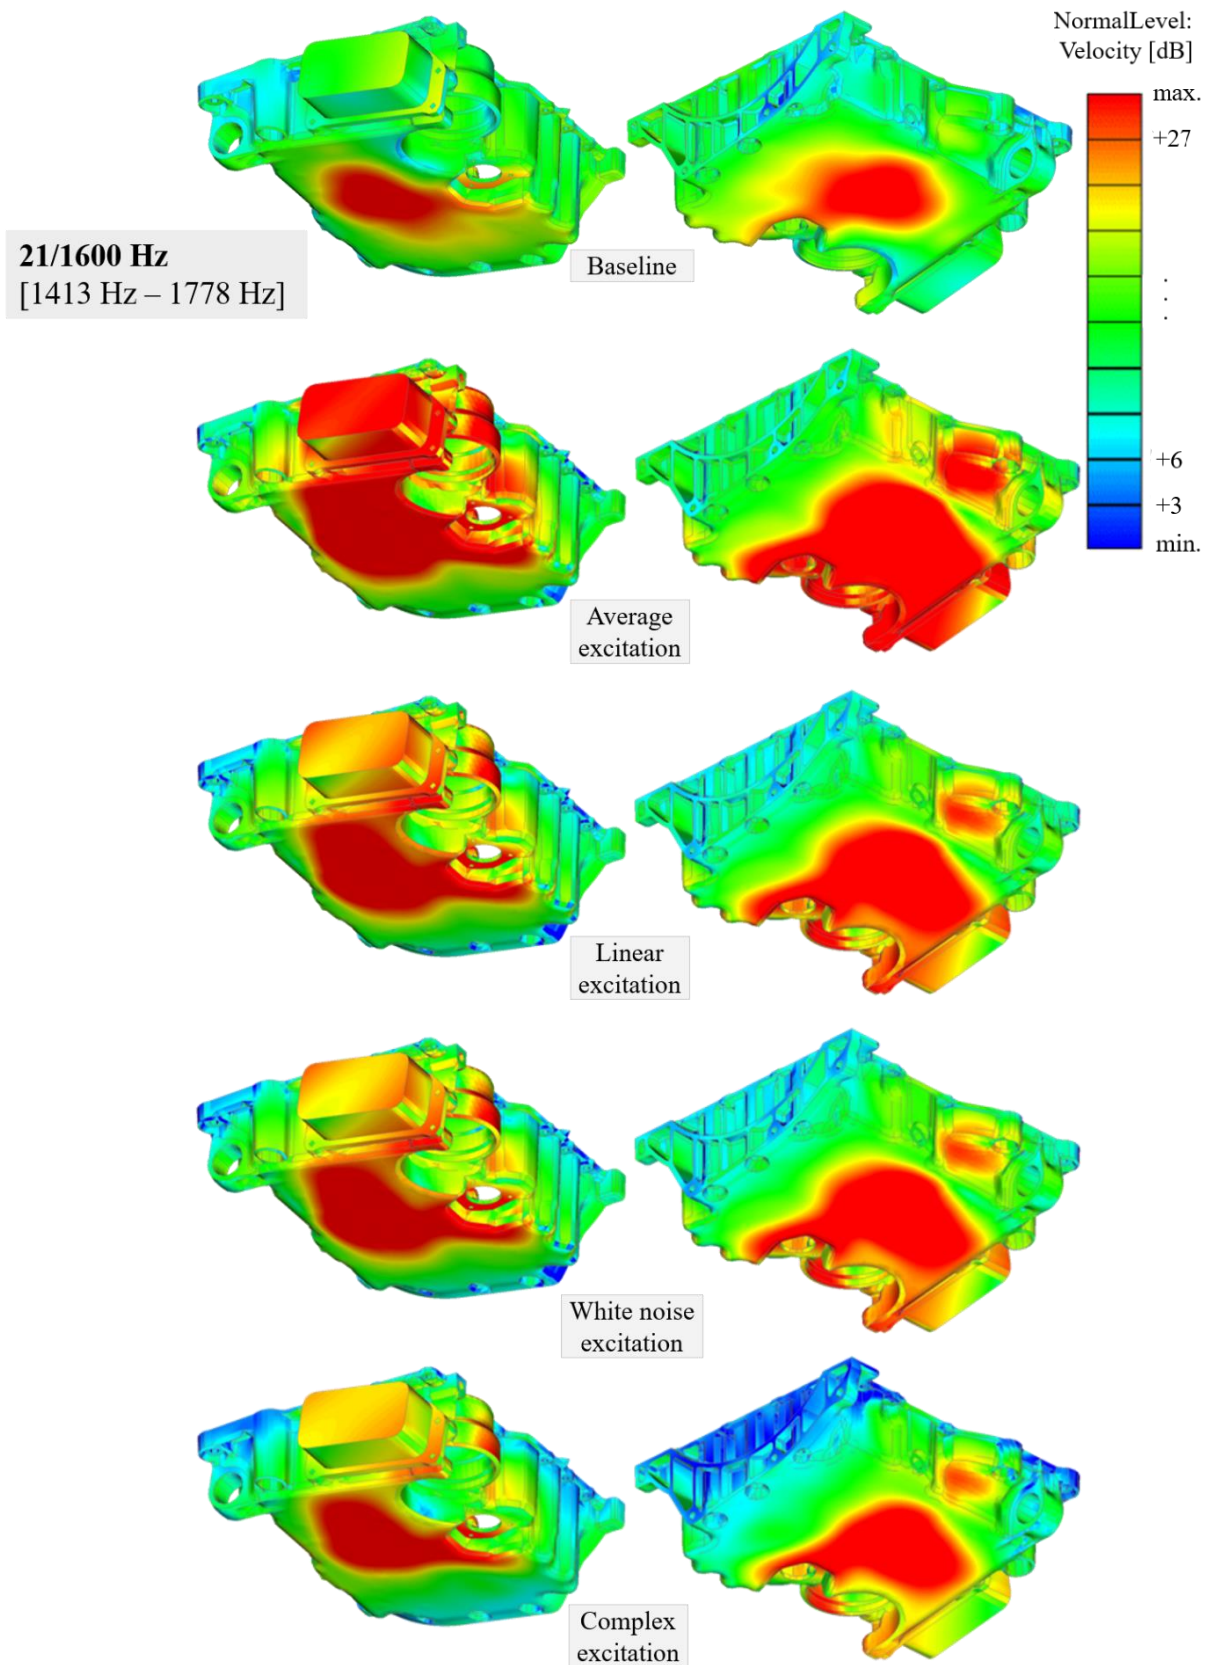 NormalLevel:
Velocity [dB]
max.
+27
.
.
.
+6
+3
min.
21/1600 Hz
[1413 Hz – 1778 Hz]
Baseline
Average
excitation
Linear
excitation
White noise
excitation
Complex
excitation